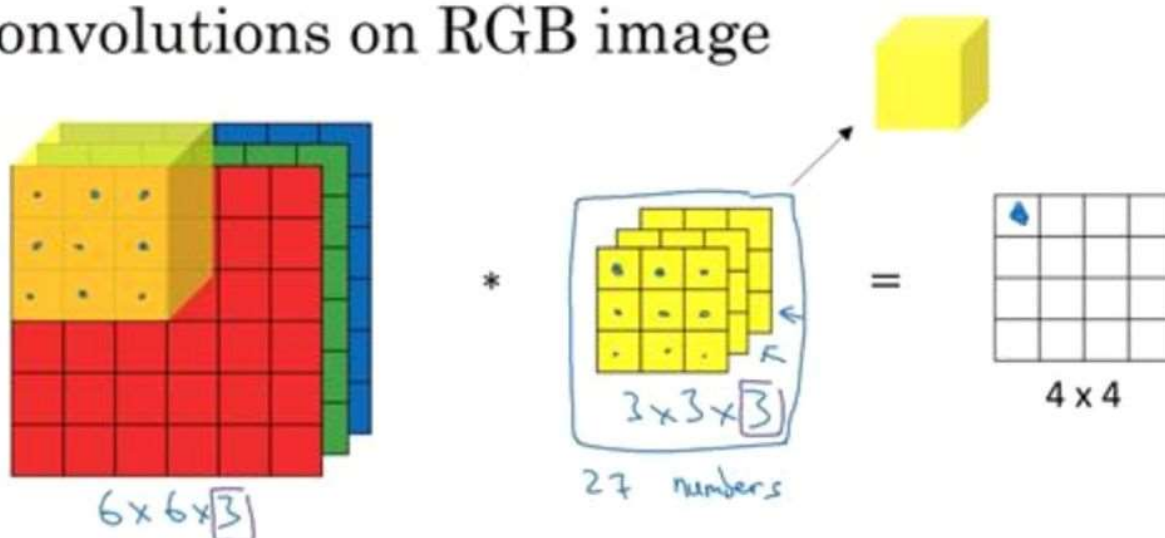 onvolutions on RGB image
*
=
3x3x3
4 x 4
27 numbers
6x6x3